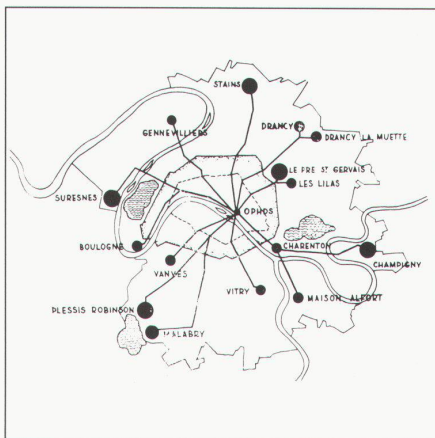 STAINS
GENNEVILLIERS
DRANCY
DRANCY LA MUETTE
LE PRE ST GERVAIS
LES LILAS
SURESNES
OPHOS
BOULOGNE
CHARENTON
VANVES
CHAMPIGNY
VITRY
MAISON ALFORT
PLESSIS ROBINSON
MALABRY